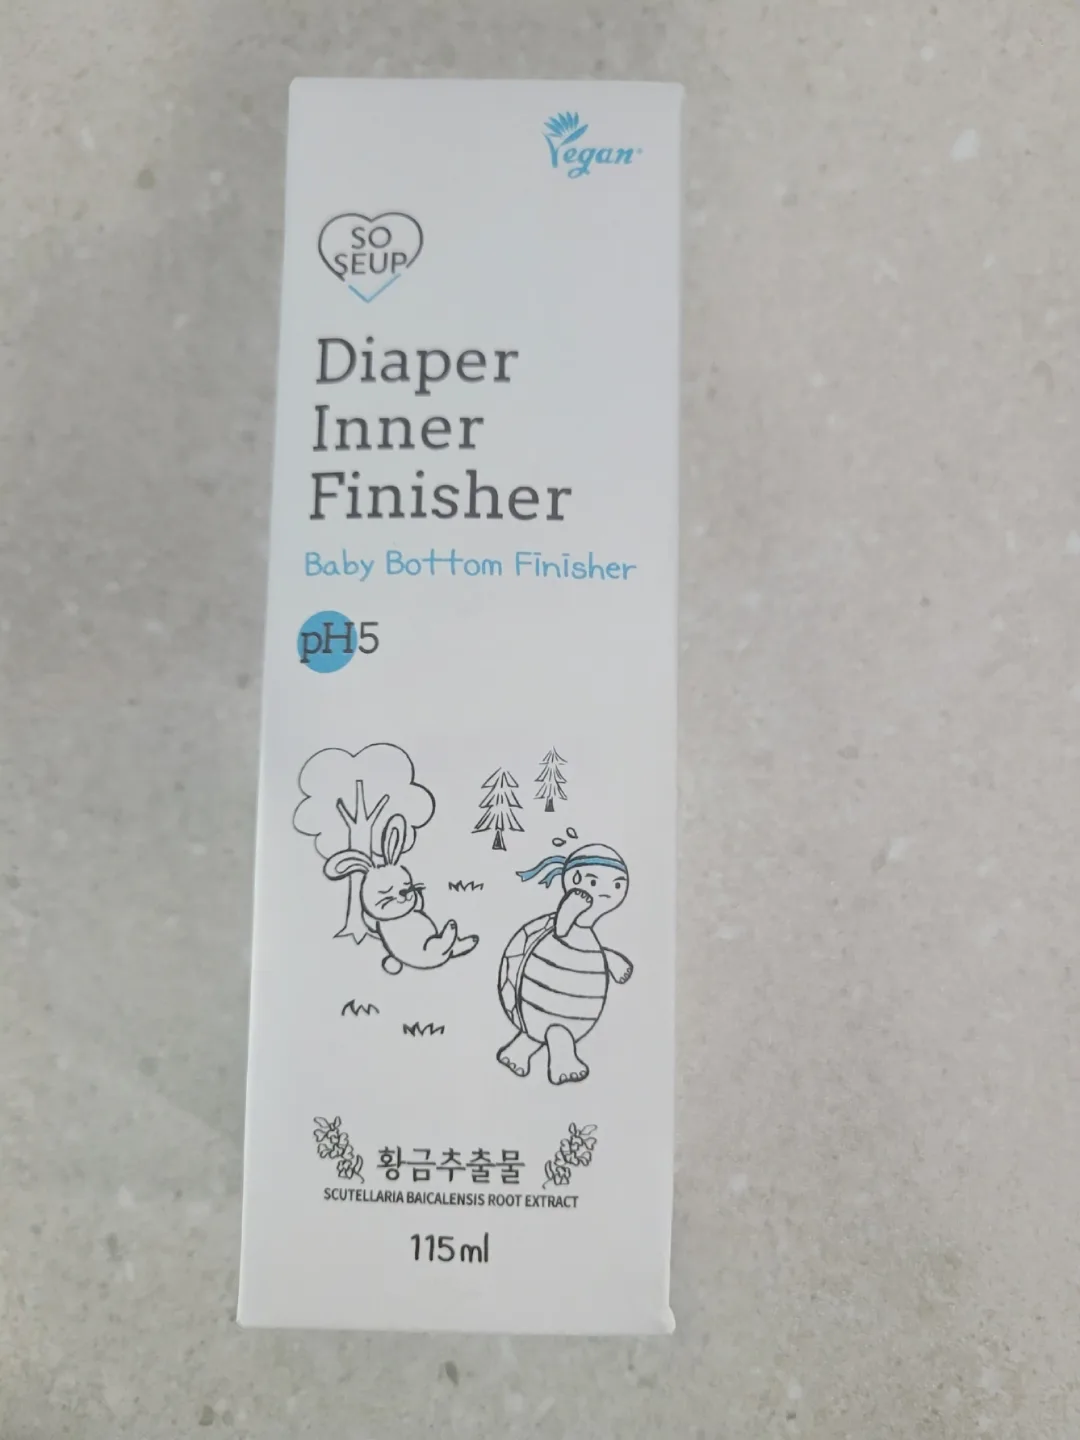 Vegan
SO
SEUP
Diaper
Inner
Finisher
Baby Bottom Finisher
pH5
황금추출물
SCUTELLARIA BAICALENSIS ROOT EXTRACT
115ml